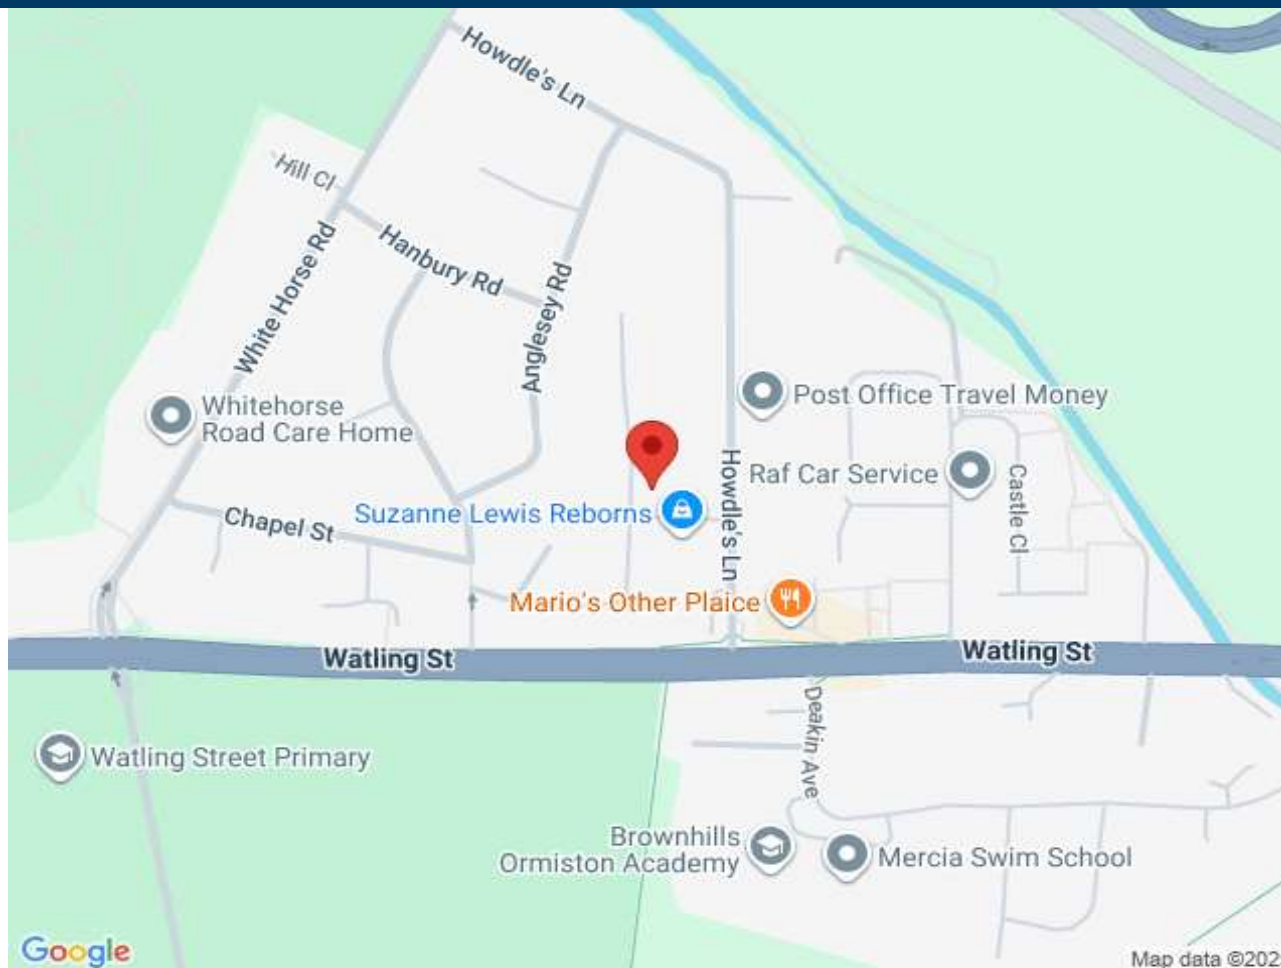 Howdle's Ln
Hill Cl
Hanbury Rd
White Horse Rd
Anglesey Rd
Whitehorse
Road Care Home
Post Office Travel Money
Howdle's Ln
Raf Car Service
Castle Cl
Suzanne Lewis Reborns
Chapel St
Mario's Other Plaice
Watling St
Watling St
Deakin Ave
Watling Street Primary
Brownhills
Ormiston Academy
Mercia Swim School
Google
Map data ©202